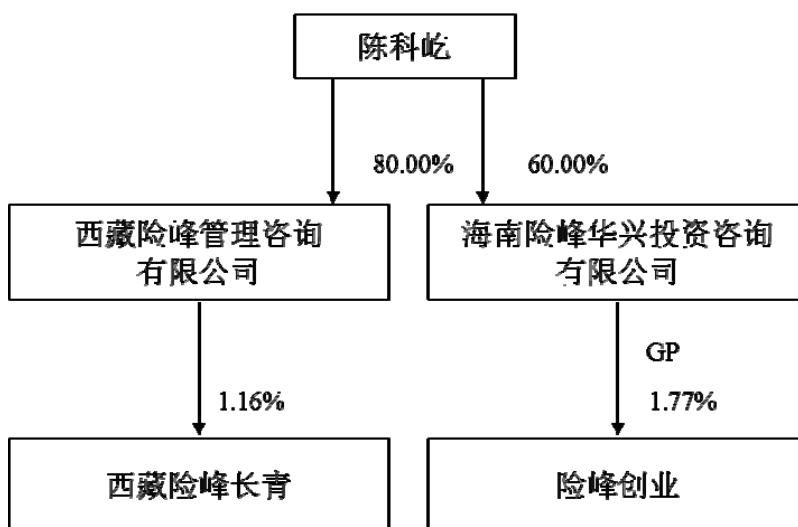 陈科屹
80.00%
60.00%
西藏险峰管理咨询
有限公司
海南险峰华兴投资咨询
有限公司
GP
1.16%
1.77%
西藏险峰长青
险峰创业